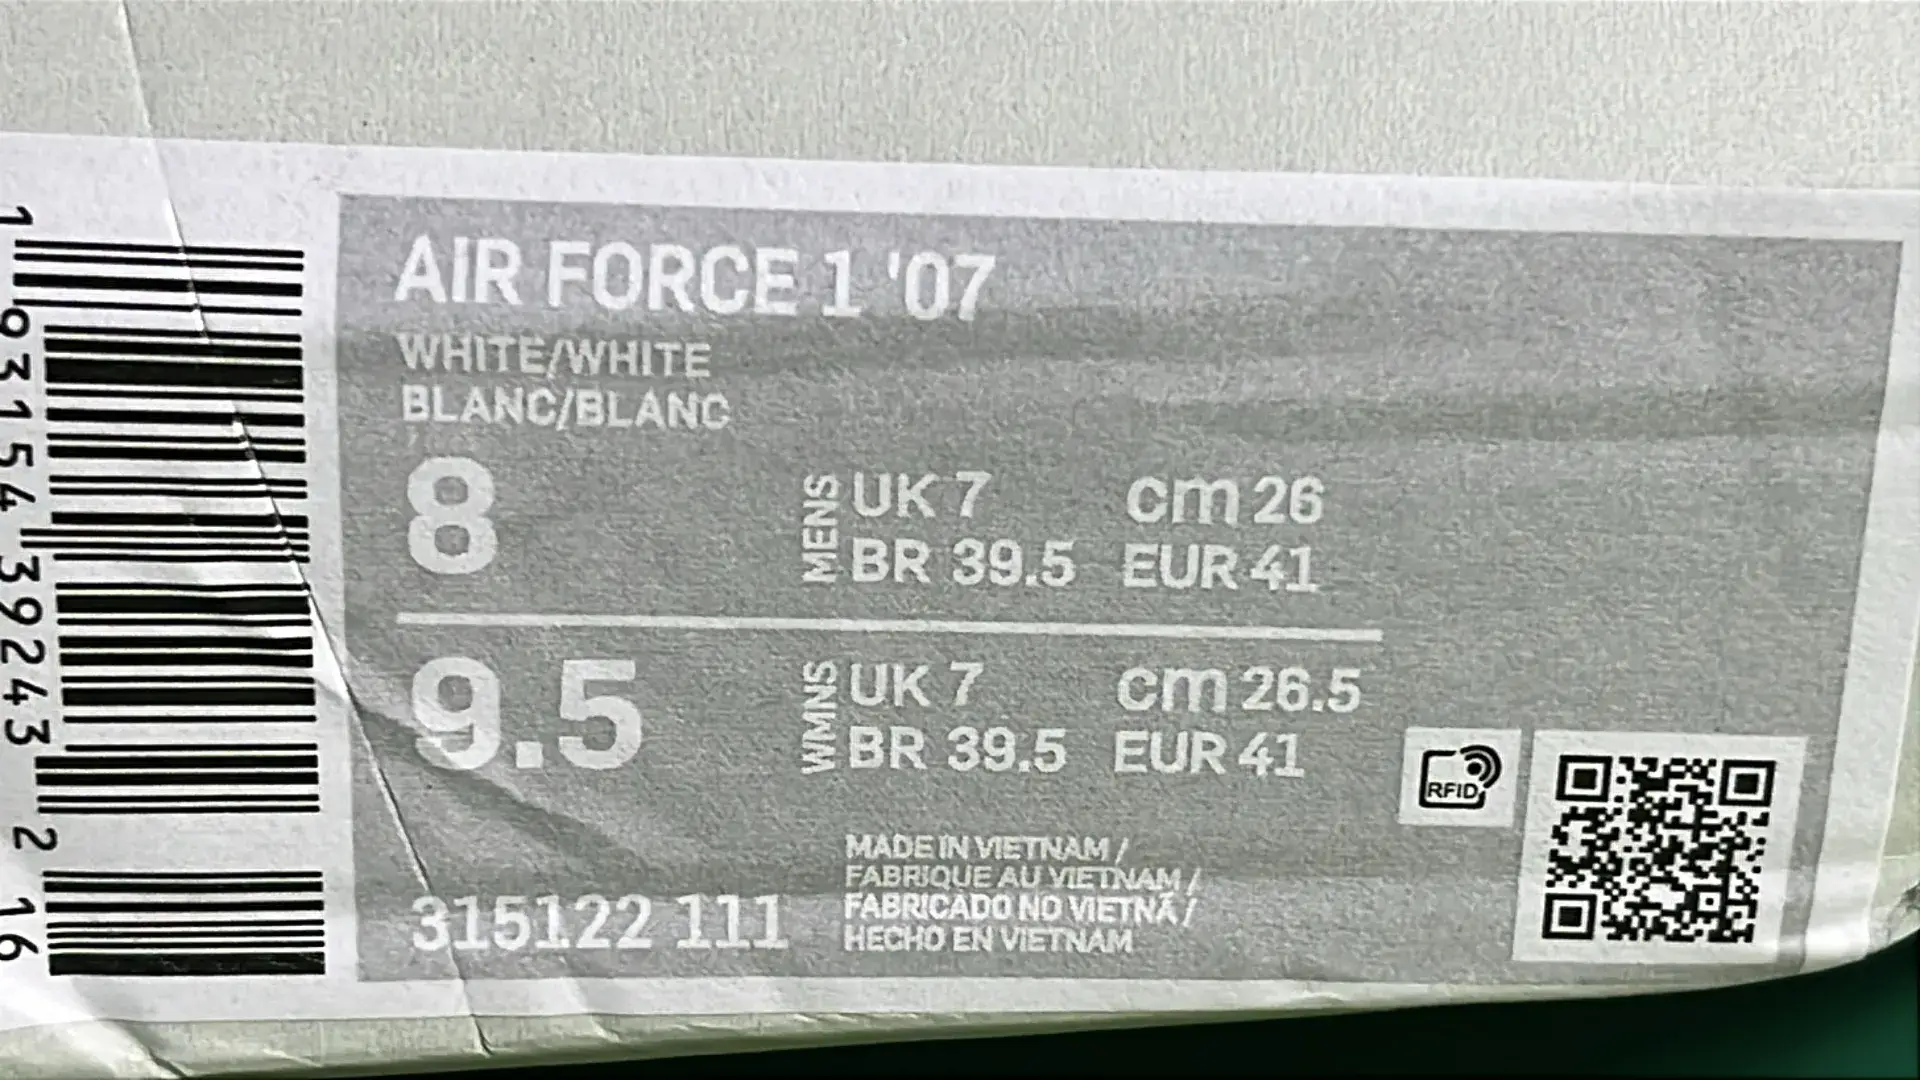 1 93154 39243 2 16
AIR FORCE 1 '07
WHITE/WHITE
BLANC/BLANC
8
MENS
UK 7 cm 26
BR 39.5 EUR 41
9.5
WMNS
UK 7 cm 26.5
BR 39.5 EUR 41
RFID
315122 111
MADE IN VIETNAM /
FABRIQUE AU VIETNAM /
FABRICADO NO VIETNÃ /
HECHO EN VIETNAM